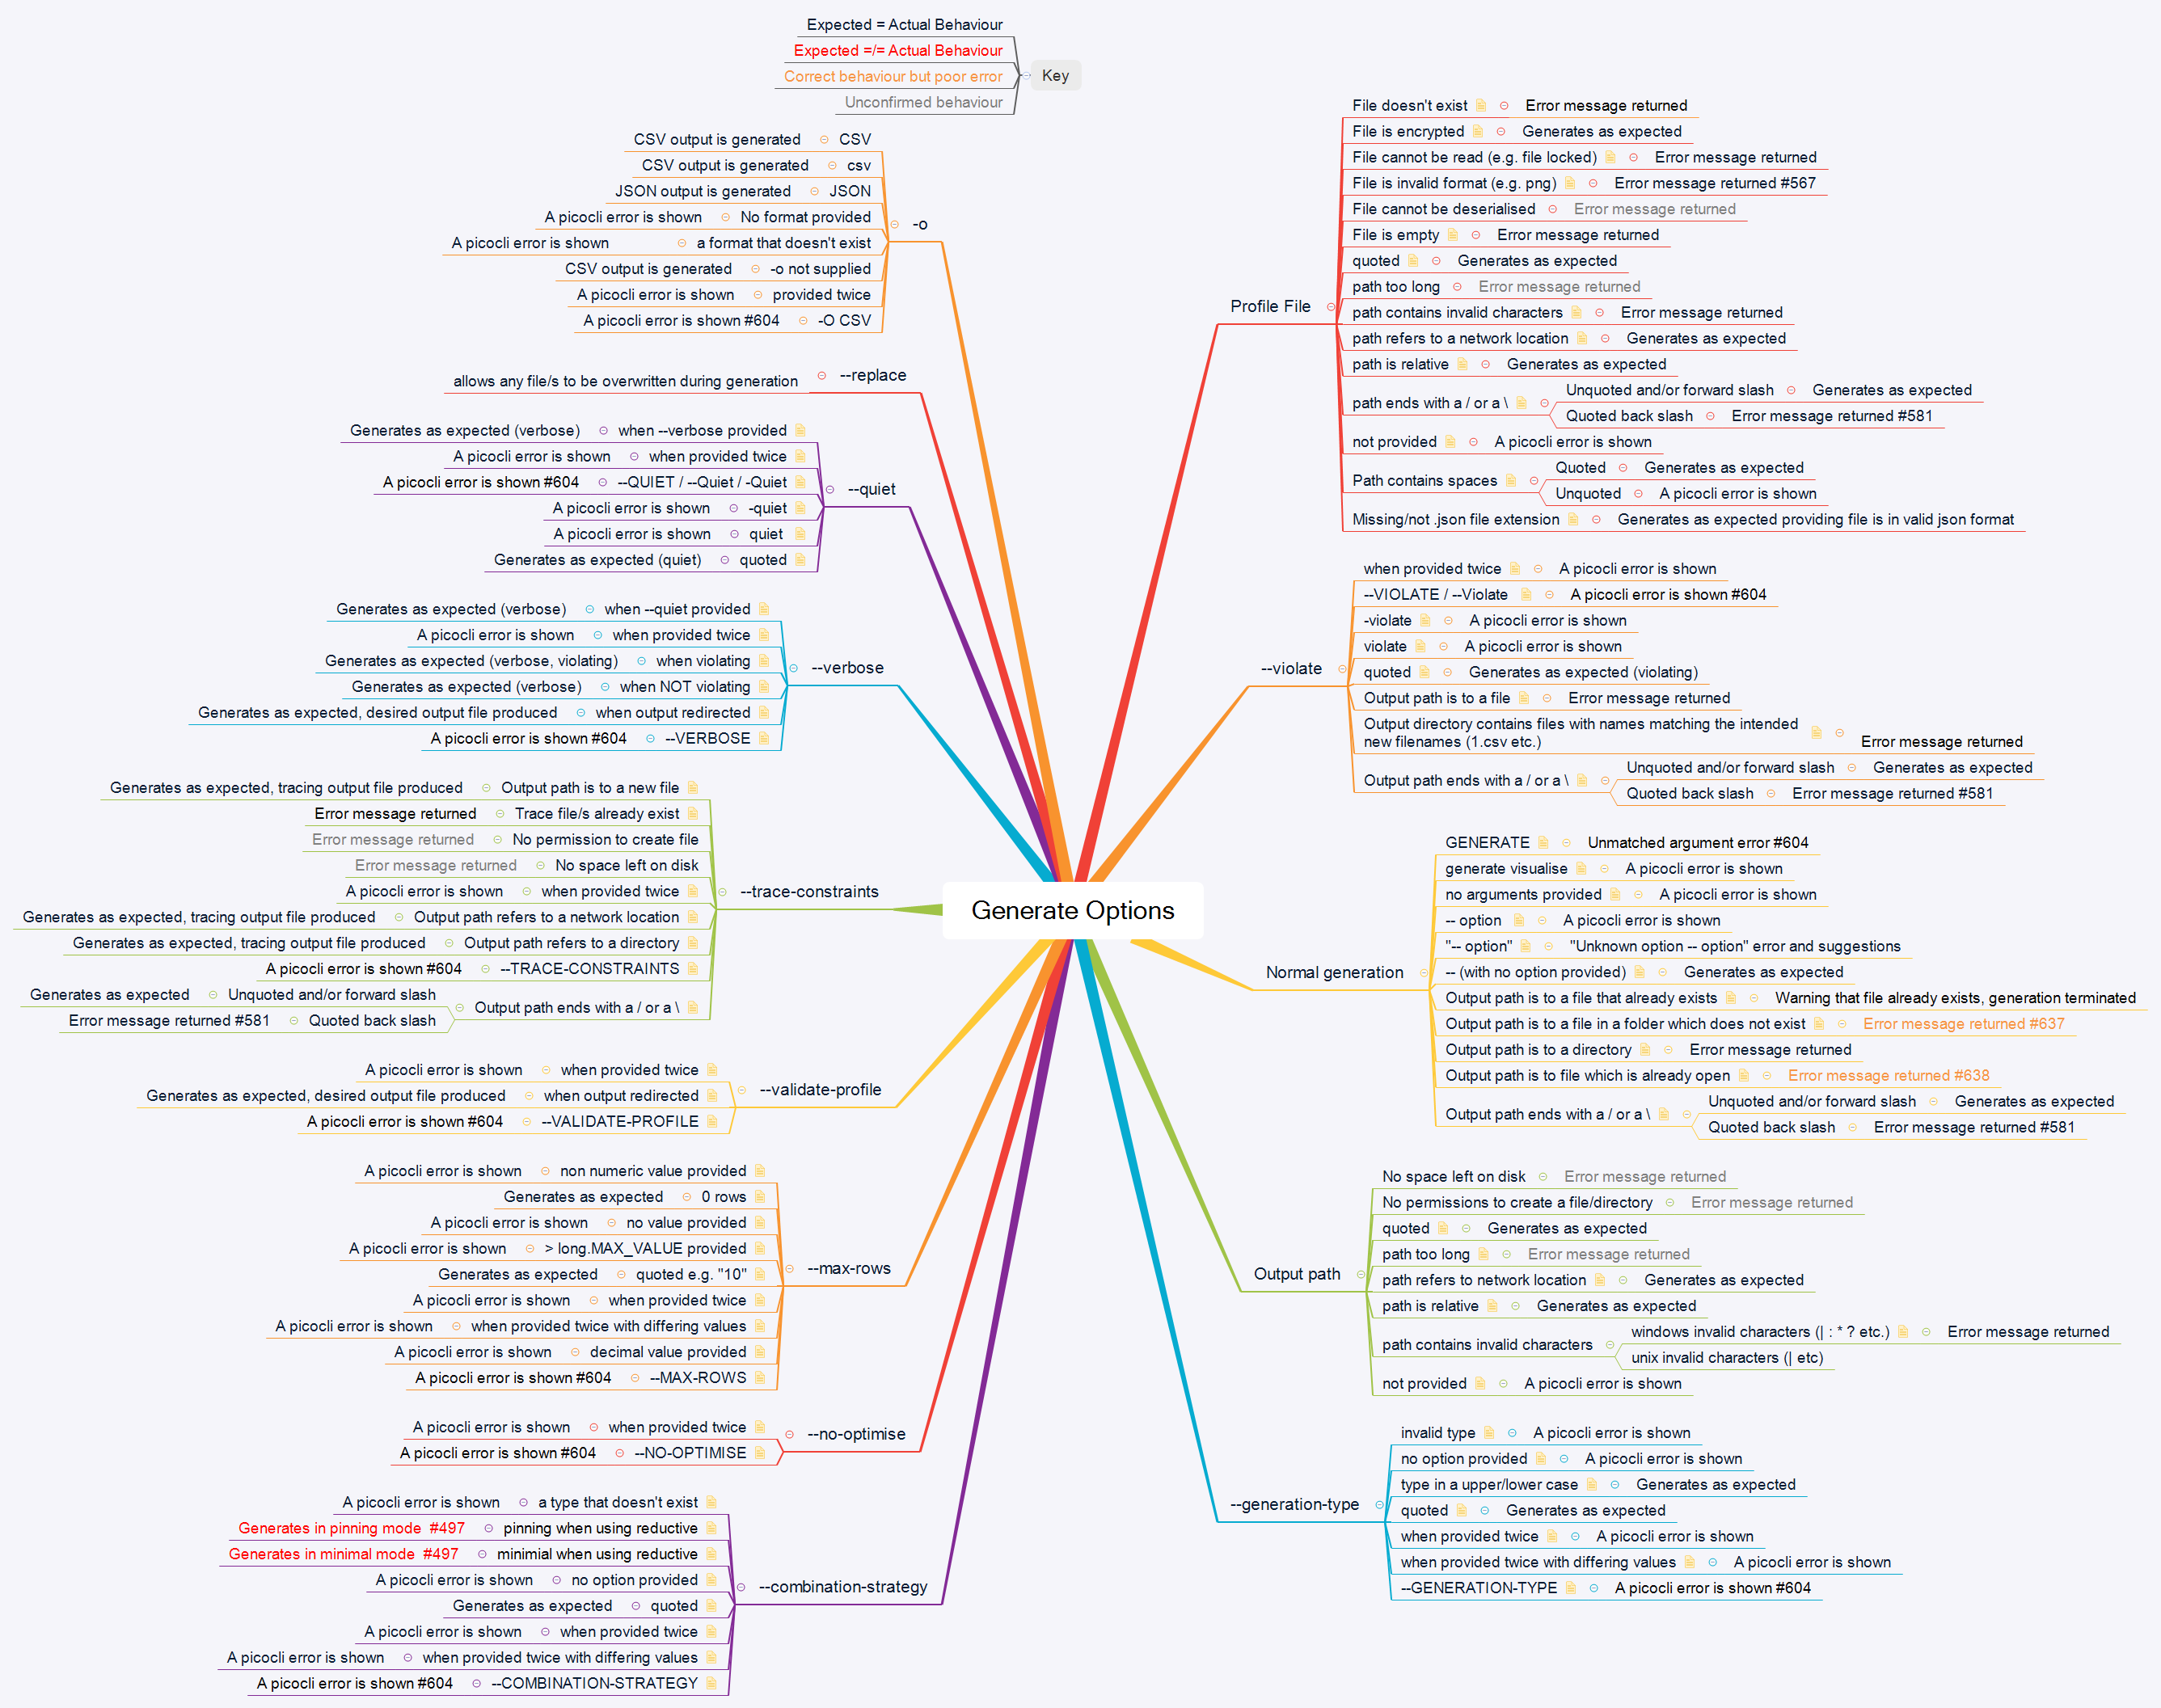 Expected = Actual Behaviour
Expected =/= Actual Behaviour
Correct behaviour but poor error
Unconfirmed behaviour
Key
Generate Options
CSV output is generated CSV
CSV output is generated csv
JSON output is generated JSON
A picocli error is shown No format provided
A picocli error is shown a format that doesn't exist
CSV output is generated -o not supplied
A picocli error is shown provided twice
A picocli error is shown #604 -O CSV
-o
allows any file/s to be overwritten during generation
--replace
Generates as expected (verbose) when --verbose provided
A picocli error is shown when provided twice
A picocli error is shown #604 --QUIET / --Quiet / -Quiet
A picocli error is shown -quiet
A picocli error is shown quiet
Generates as expected (quiet) quoted
--quiet
Generates as expected (verbose) when --quiet provided
A picocli error is shown when provided twice
Generates as expected (verbose, violating) when violating
Generates as expected (verbose) when NOT violating
Generates as expected, desired output file produced when output redirected
A picocli error is shown #604 --VERBOSE
--verbose
Generates as expected, tracing output file produced Output path is to a new file
Error message returned Trace file/s already exist
Error message returned No permission to create file
Error message returned No space left on disk
A picocli error is shown when provided twice
Generates as expected, tracing output file produced Output path refers to a network location
Generates as expected, tracing output file produced Output path refers to a directory
A picocli error is shown #604 --TRACE-CONSTRAINTS
Generates as expected Unquoted and/or forward slash
Error message returned #581 Quoted back slash
Output path ends with a / or a \
--trace-constraints
A picocli error is shown when provided twice
Generates as expected, desired output file produced when output redirected
A picocli error is shown #604 --VALIDATE-PROFILE
--validate-profile
A picocli error is shown non numeric value provided
Generates as expected 0 rows
A picocli error is shown no value provided
A picocli error is shown > long.MAX_VALUE provided
Generates as expected quoted e.g. "10"
A picocli error is shown when provided twice
A picocli error is shown when provided twice with differing values
A picocli error is shown decimal value provided
A picocli error is shown #604 --MAX-ROWS
--max-rows
A picocli error is shown when provided twice
A picocli error is shown #604 --NO-OPTIMISE
--no-optimise
A picocli error is shown a type that doesn't exist
Generates in pinning mode #497 pinning when using reductive
Generates in minimal mode #497 minimial when using reductive
A picocli error is shown no option provided
Generates as expected quoted
A picocli error is shown when provided twice
A picocli error is shown when provided twice with differing values
A picocli error is shown #604 --COMBINATION-STRATEGY
--combination-strategy
Profile File
File doesn't exist Error message returned
File is encrypted Generates as expected
File cannot be read (e.g. file locked) Error message returned
File is invalid format (e.g. png) Error message returned #567
File cannot be deserialised Error message returned
File is empty Error message returned
quoted Generates as expected
path too long Error message returned
path contains invalid characters Error message returned
path refers to a network location Generates as expected
path is relative Generates as expected
path ends with a / or a \
Unquoted and/or forward slash Generates as expected
Quoted back slash Error message returned #581
not provided A picocli error is shown
Path contains spaces
Quoted Generates as expected
Unquoted A picocli error is shown
Missing/not .json file extension Generates as expected providing file is in valid json format
--violate
when provided twice A picocli error is shown
--VIOLATE / --Violate A picocli error is shown #604
-violate A picocli error is shown
violate A picocli error is shown
quoted Generates as expected (violating)
Output path is to a file Error message returned
Output directory contains files with names matching the intended
new filenames (1.csv etc.) Error message returned
Output path ends with a / or a \
Unquoted and/or forward slash Generates as expected
Quoted back slash Error message returned #581
Normal generation
GENERATE Unmatched argument error #604
generate visualise A picocli error is shown
no arguments provided A picocli error is shown
-- option A picocli error is shown
"-- option" "Unknown option -- option" error and suggestions
-- (with no option provided) Generates as expected
Output path is to a file that already exists Warning that file already exists, generation terminated
Output path is to a file in a folder which does not exist Error message returned #637
Output path is to a directory Error message returned
Output path is to file which is already open Error message returned #638
Output path ends with a / or a \
Unquoted and/or forward slash Generates as expected
Quoted back slash Error message returned #581
Output path
No space left on disk Error message returned
No permissions to create a file/directory Error message returned
quoted Generates as expected
path too long Error message returned
path refers to network location Generates as expected
path is relative Generates as expected
path contains invalid characters
windows invalid characters (| : * ? etc.) Error message returned
unix invalid characters (| etc)
not provided A picocli error is shown
--generation-type
invalid type A picocli error is shown
no option provided A picocli error is shown
type in a upper/lower case Generates as expected
quoted Generates as expected
when provided twice A picocli error is shown
when provided twice with differing values A picocli error is shown
--GENERATION-TYPE A picocli error is shown #604